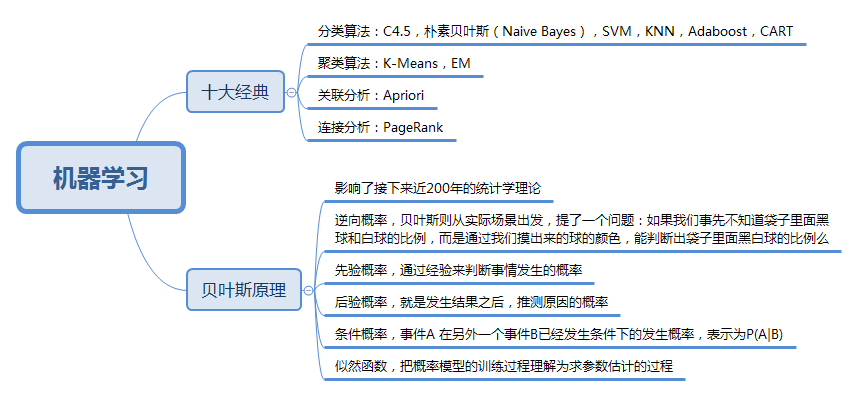 机器学习
十大经典
分类算法：C4.5，朴素贝叶斯（Naive Bayes），SVM，KNN，Adaboost，CART
聚类算法：K-Means，EM
关联分析：Apriori
连接分析：PageRank
贝叶斯原理
影响了接下来近200年的统计学理论
逆向概率，贝叶斯则从实际场景出发，提了一个问题：如果我们事先不知道袋子里面黑
球和白球的比例，而是通过我们摸出来的球的颜色，能判断出袋子里面黑白球的比例么
先验概率，通过经验来判断事情发生的概率
后验概率，就是发生结果之后，推测原因的概率
条件概率，事件A 在另外一个事件B已经发生条件下的发生概率，表示为P(A|B)
似然函数，把概率模型的训练过程理解为求参数估计的过程